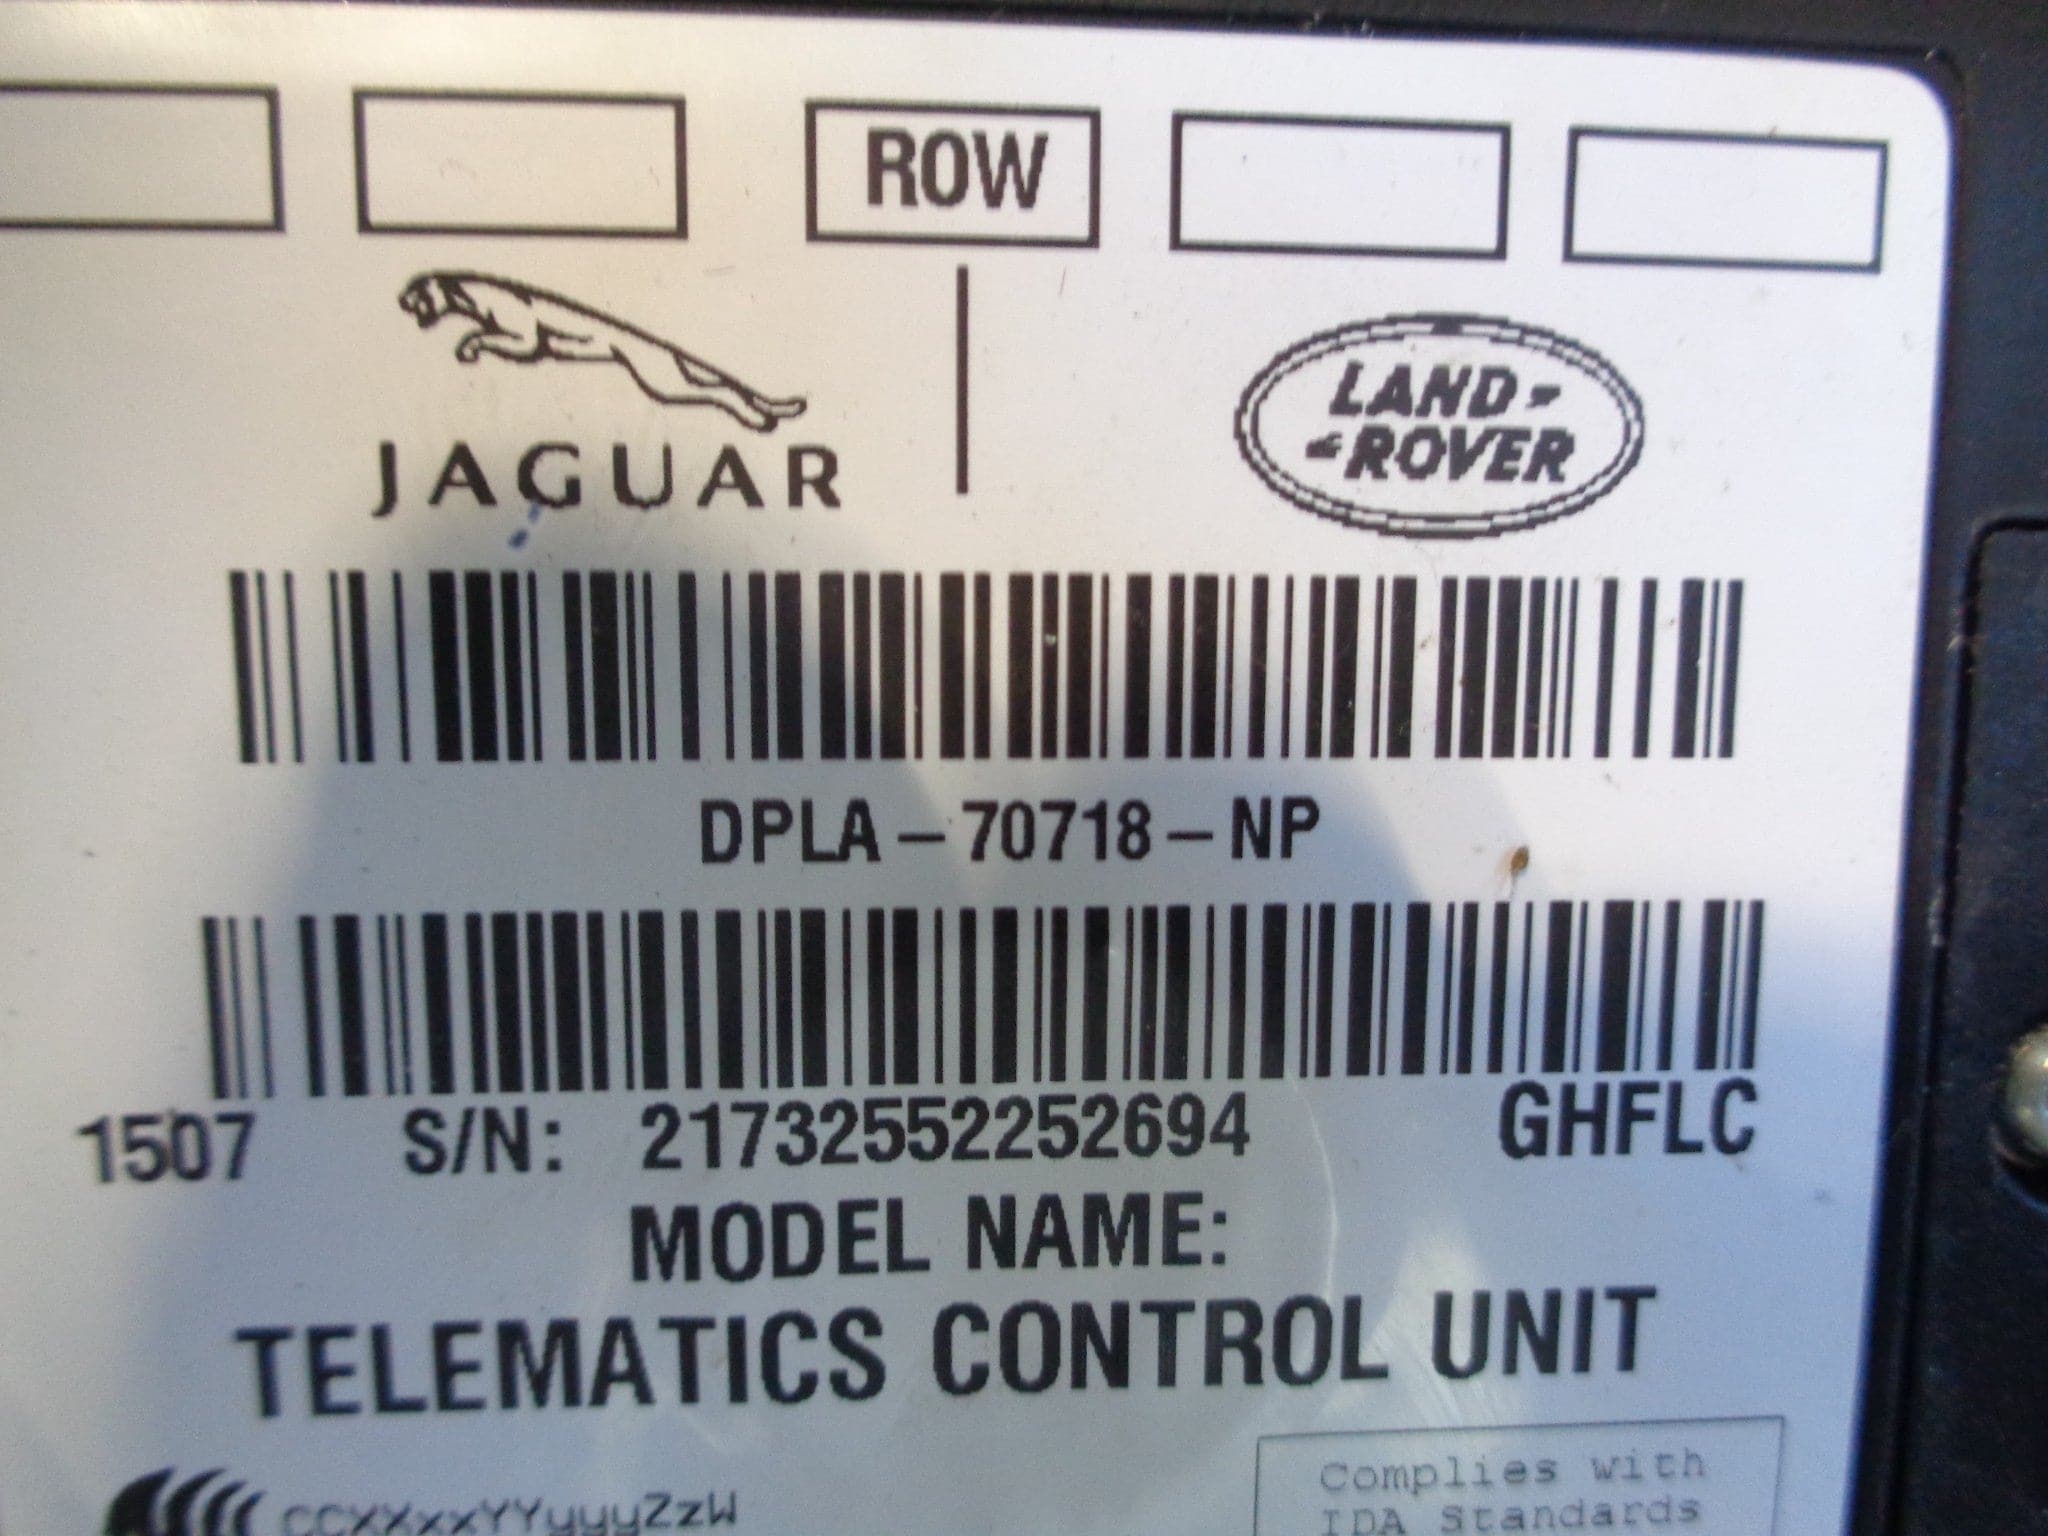 ROW
JAGUAR
LAND-
-ROVER
DPLA-70718-NP
1507 S/N: 21732552252694 GHFLC
MODEL NAME:
TELEMATICS CONTROL UNIT
CCXXxxYYyyyZzW
Complies with
IDA Standards